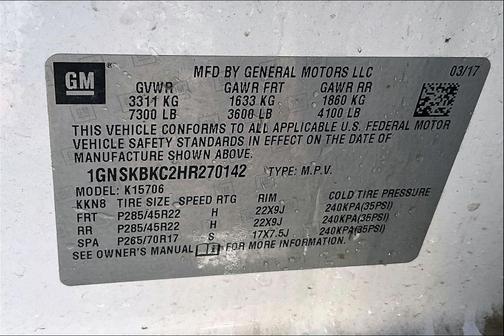 GM
MFD BY GENERAL MOTORS LLC 03/17
GVWR GAWR FRT GAWR RR
3311 KG 1633 KG 1860 KG
7300 LB 3600 LB 4100 LB
THIS VEHICLE CONFORMS TO ALL APPLICABLE U.S. FEDERAL MOTOR
VEHICLE SAFETY STANDARDS IN EFFECT ON THE DATE OF
MANUFACTURE SHOWN ABOVE.
1GNSKBKC2HR270142 TYPE: M.P.V.
MODEL: K15706
KKN8 TIRE SIZE SPEED RTG RIM COLD TIRE PRESSURE
FRT P285/45R22 H 22X9J 240KPA(35PSI)
RR P285/45R22 H 22X9J 240KPA(35PSI)
SPA P265/70R17 S 17X7.5J 240KPA(35PSI)
SEE OWNER'S MANUAL FOR MORE INFORMATION.